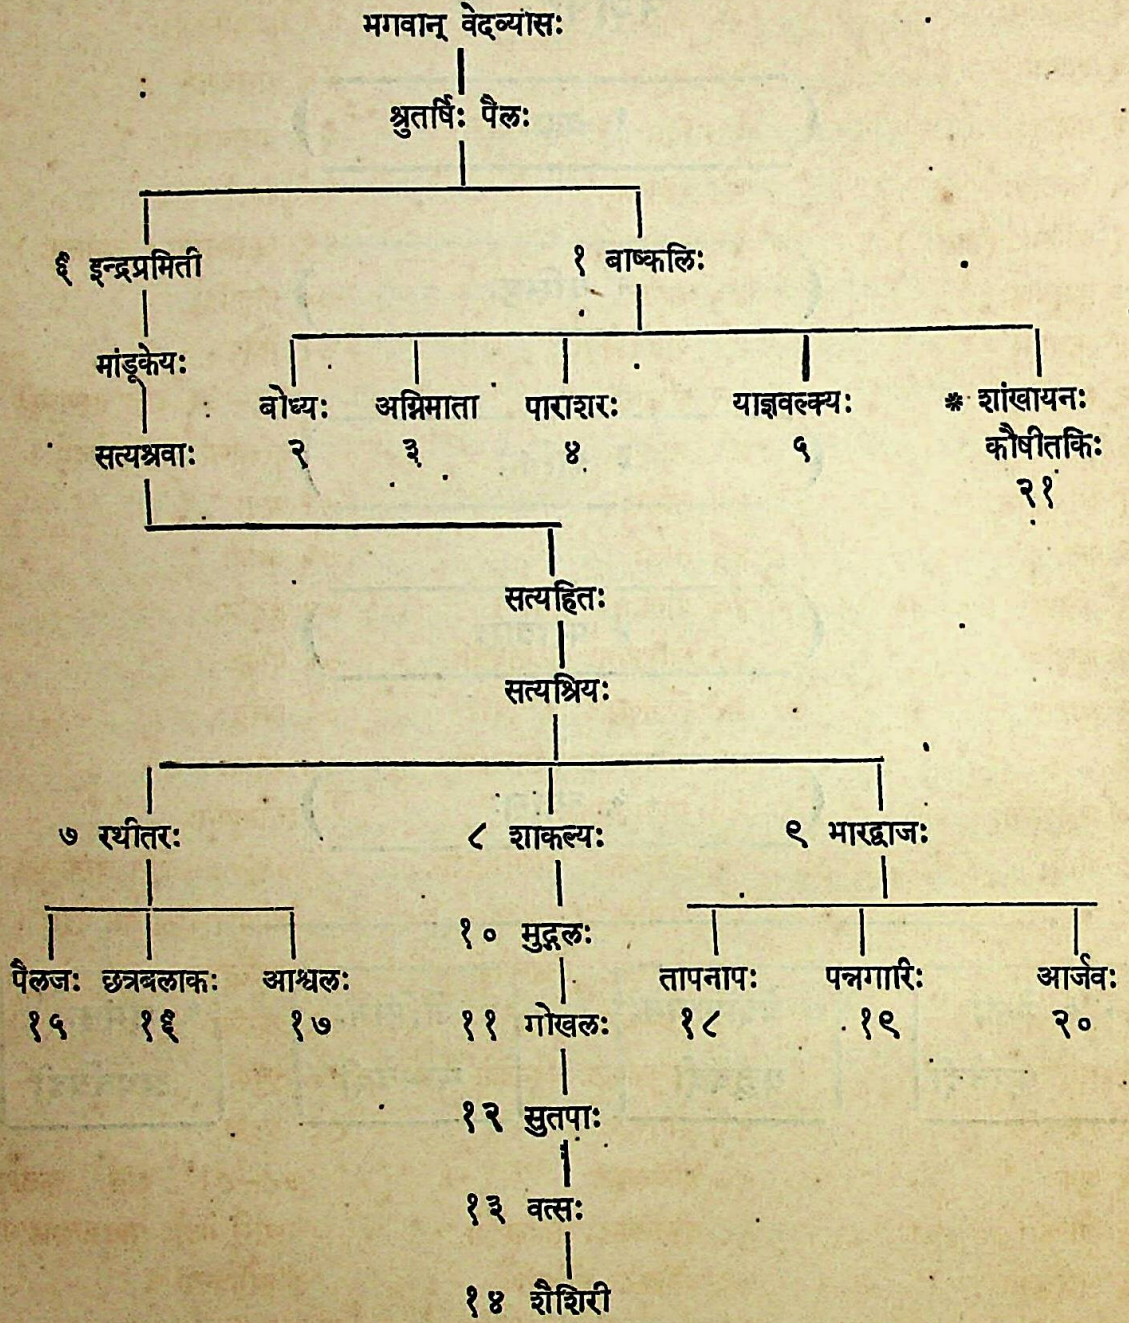 भगवान् वेदव्यासः
श्रुतर्षिः पैलः
६ इन्द्रप्रमिती १ बाष्कलिः
मांडूकेयः
बोध्यः अग्निमाता पाराशरः याज्ञवल्क्यः * शांखायनः
सत्यश्रवाः २ ३ ४ ५ कौषीतकिः
२१
सत्यहितः
सत्यश्रियः
७ रथीतरः ८ शाकल्यः ९ भारद्वाजः
१० मुद्गलः
पैलजः छत्रबलाकः आश्वलः तापनापः पन्नगारिः आर्जवः
१५ १६ १७ ११ गोखलः १८ १९ २०
१२ सुतपाः
१३ वत्सः
१४ शैशिरी